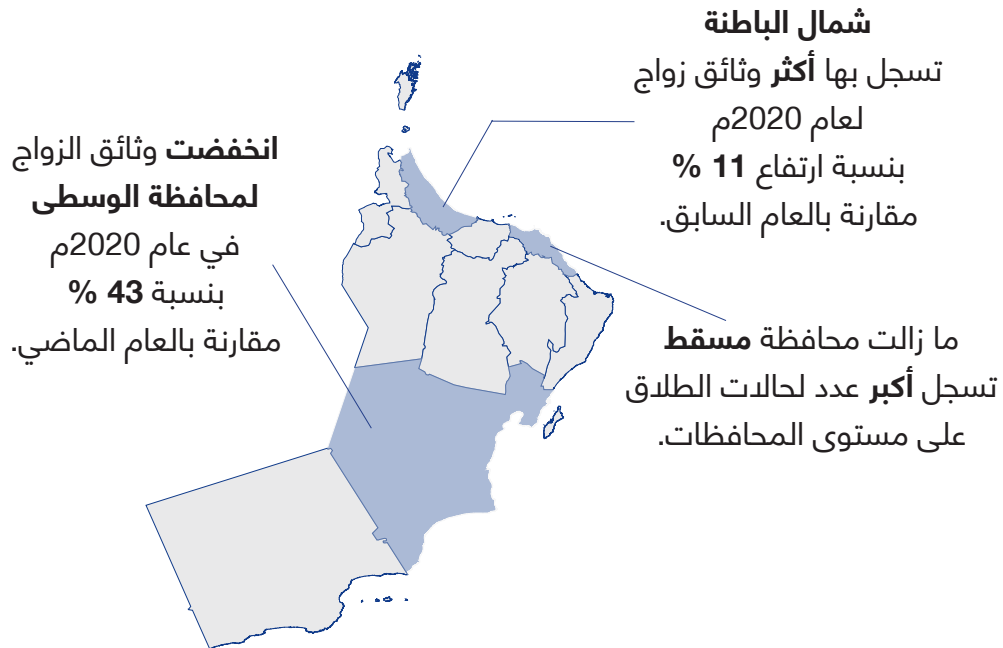 شمال الباطنة
تسجل بها أكثر وثائق زواج
لعام 2020م
بنسبة ارتفاع 11 %
مقارنة بالعام السابق.
انخفضت وثائق الزواج
لمحافظة الوسطى
في عام 2020م
بنسبة 43 %
مقارنة بالعام الماضي.
ما زالت محافظة مسقط
تسجل أكبر عدد لحالات الطلاق
على مستوى المحافظات.